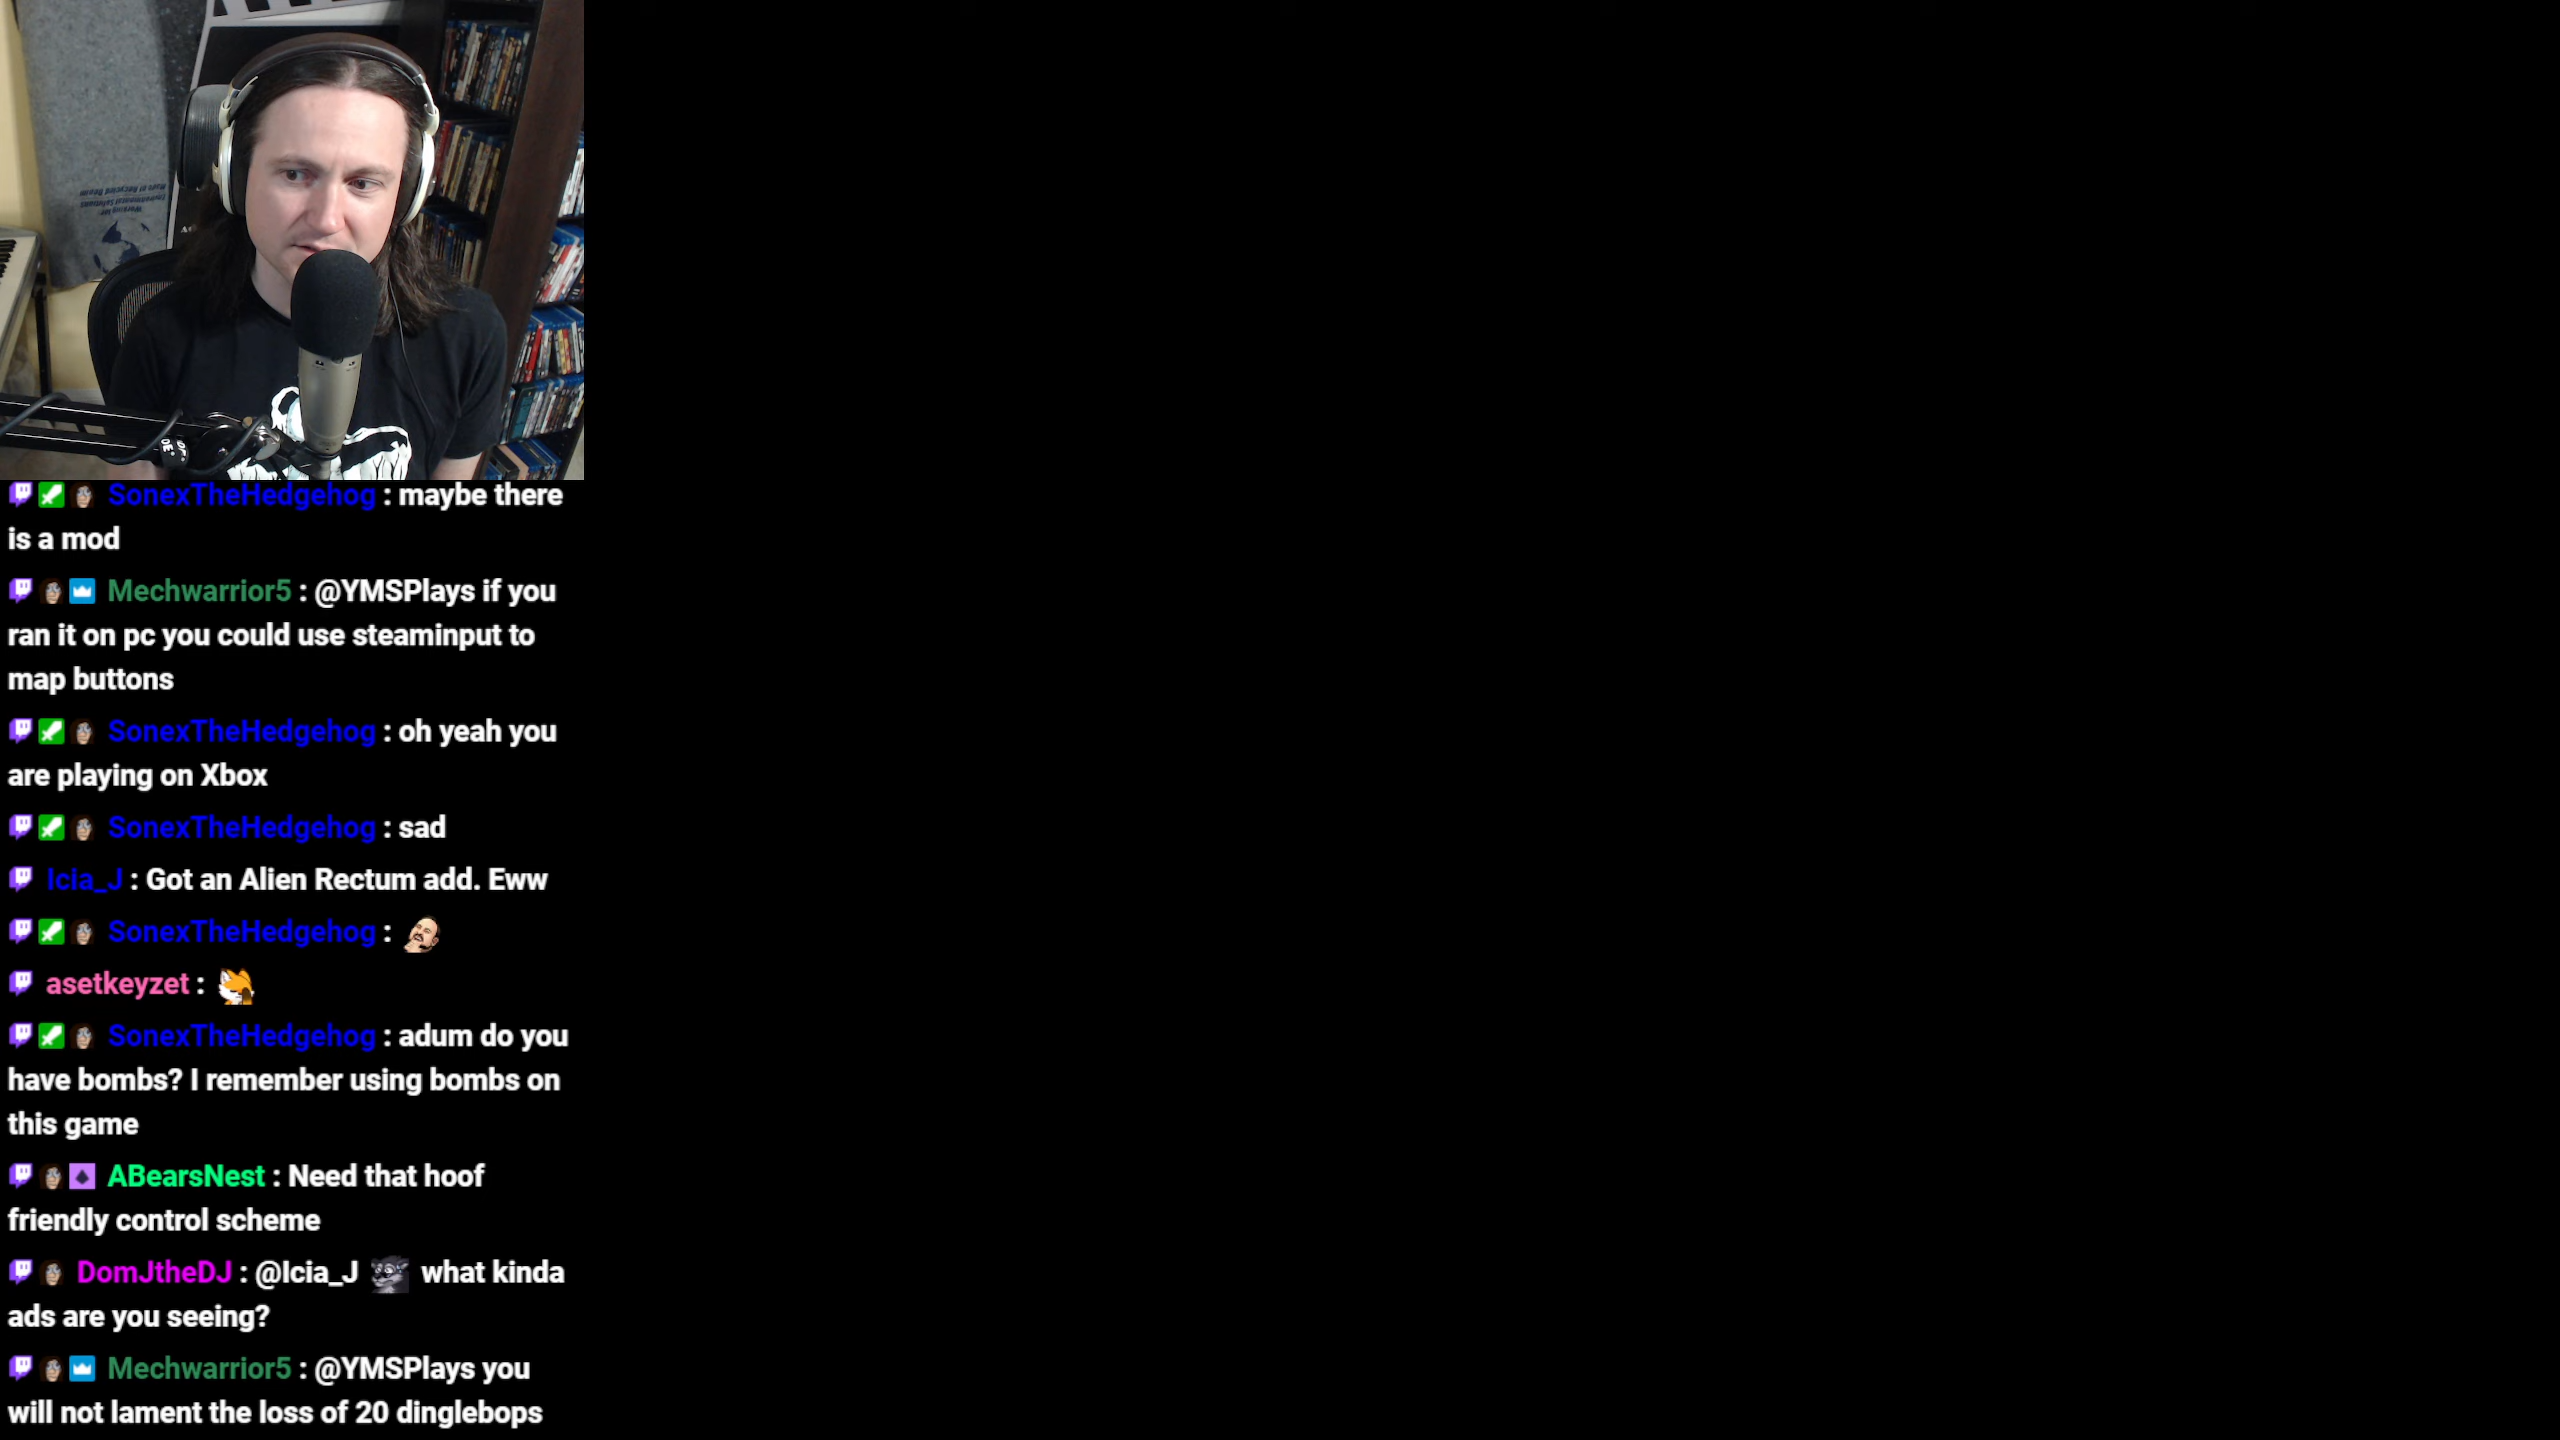 SonexTheHedgehog : maybe there
is a mod
Mechwarrior5 : @YMSPlays if you
ran it on pc you could use steaminput to
map buttons
SonexTheHedgehog : oh yeah you
are playing on Xbox
SonexTheHedgehog : sad
Icia_J : Got an Alien Rectum add. Eww
SonexTheHedgehog :
asetkeyzet :
SonexTheHedgehog : adum do you
have bombs? I remember using bombs on
this game
ABearsNest : Need that hoof
friendly control scheme
DomJtheDJ : @Icia_J what kinda
ads are you seeing?
Mechwarrior5 : @YMSPlays you
will not lament the loss of 20 dinglebops